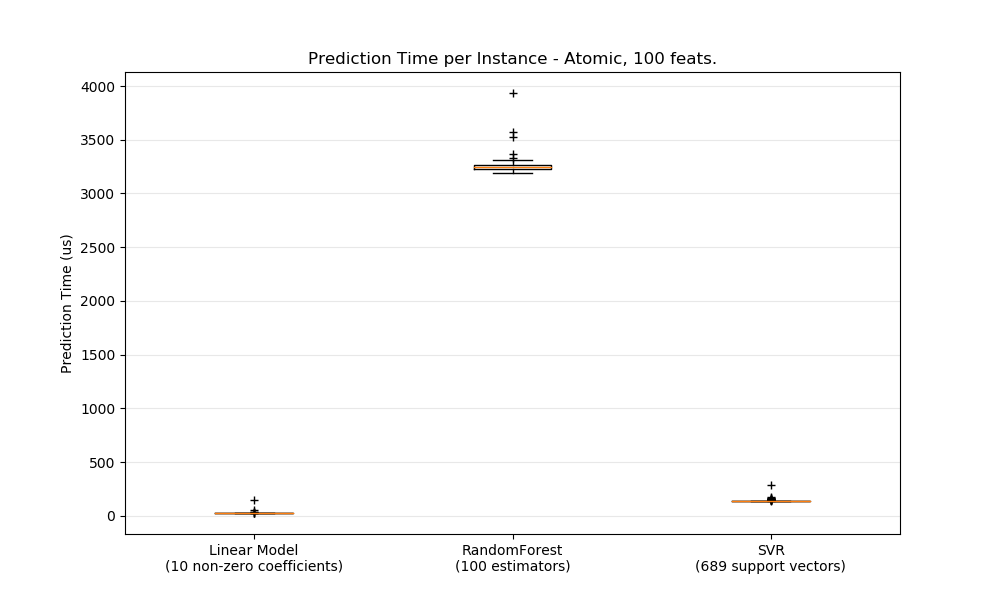 Prediction Time per Instance - Atomic, 100 feats.
Prediction Time (us)
4000
3500
3000
2500
2000
1500
1000
500
0
Linear Model
(10 non-zero coefficients)
RandomForest
(100 estimators)
SVR
(689 support vectors)